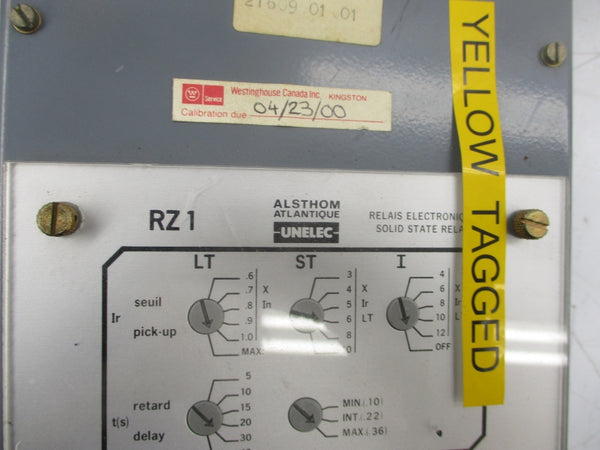 01 01
Westinghouse Canada Inc. KINGSTON
Service
Calibration due 04/23/00
YELLOW TAGGED
RZ 1
ALSTHOM
ATLANTIQUE
UNELEC
RELAIS ELECTRONIQ
SOLID STATE RELA
LT ST I
.6 3 4
.7 X 4 X 6 X
seuil .8 In 5 Ir 8 Ir
Ir .9 6 LT 10 L
pick-up 1.0 8 12
MAX. 0 OFF
5
10
retard 15 MIN.(.10)
t(s) 20 INT.(.22)
delay 30 MAX.(.36)